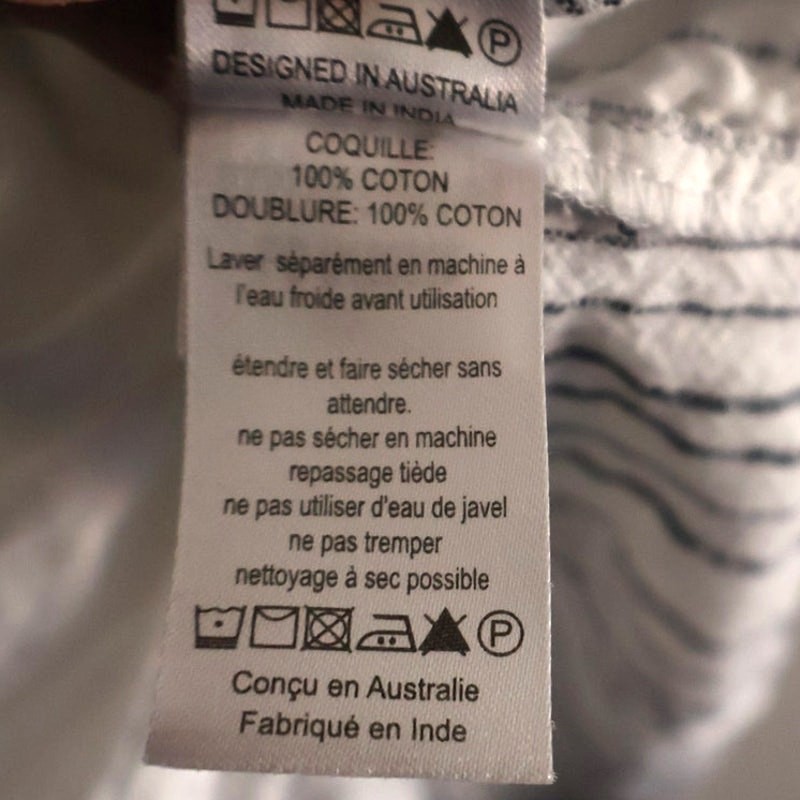 DESIGNED IN AUSTRALIA
MADE IN INDIA
COQUILLE:
100% COTON
DOUBLURE: 100% COTON
Laver séparément en machine à
l'eau froide avant utilisation
étendre et faire sécher sans
attendre.
ne pas sécher en machine
repassage tiède
ne pas utiliser d'eau de javel
ne pas tremper
nettoyage à sec possible
P
Conçu en Australie
Fabriqué en Inde